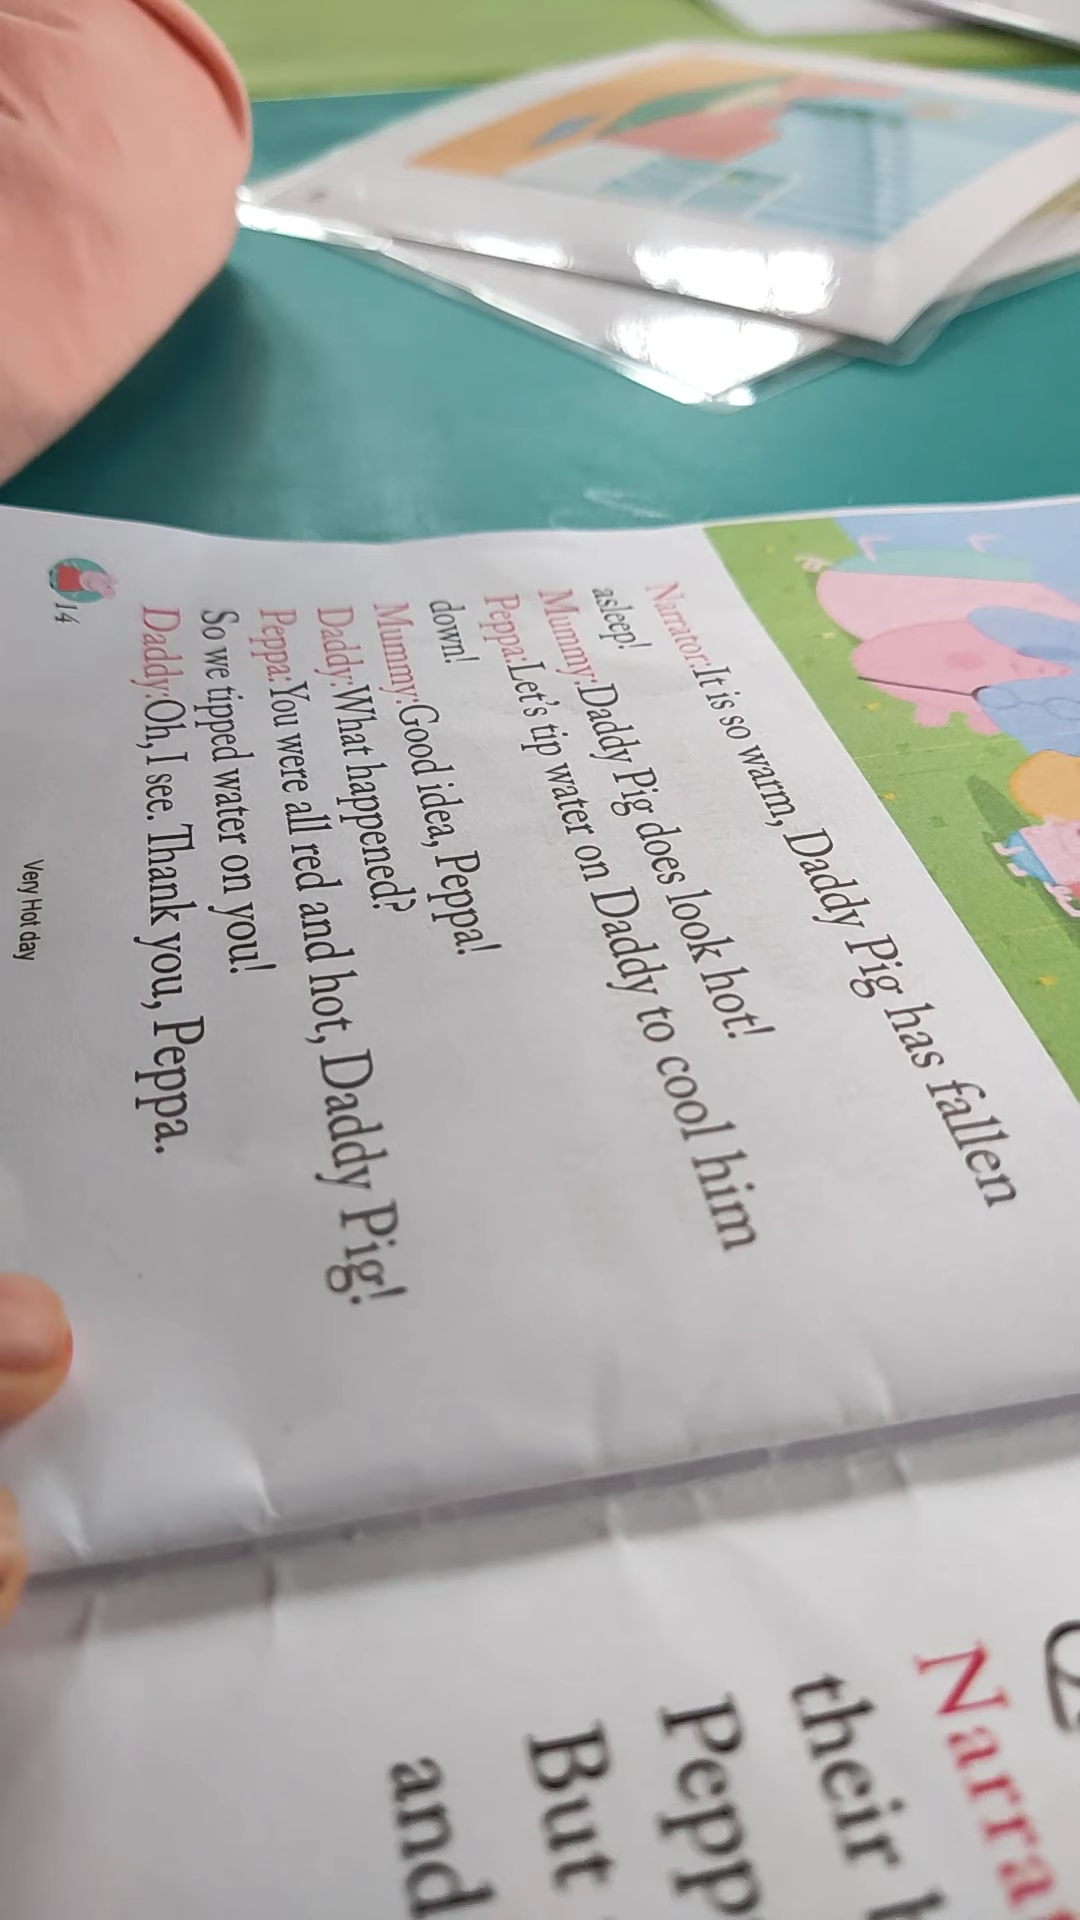 Narrator:It is so warm, Daddy Pig has fallen
asleep!
Mummy:Daddy Pig does look hot!
Peppa:Let's tip water on Daddy to cool him
down!
Mummy:Good idea, Peppa!
Daddy:What happened?
Peppa:You were all red and hot, Daddy Pig!
So we tipped water on you!
Daddy:Oh, I see. Thank you, Peppa.
14
Very Hot day
their
But
and